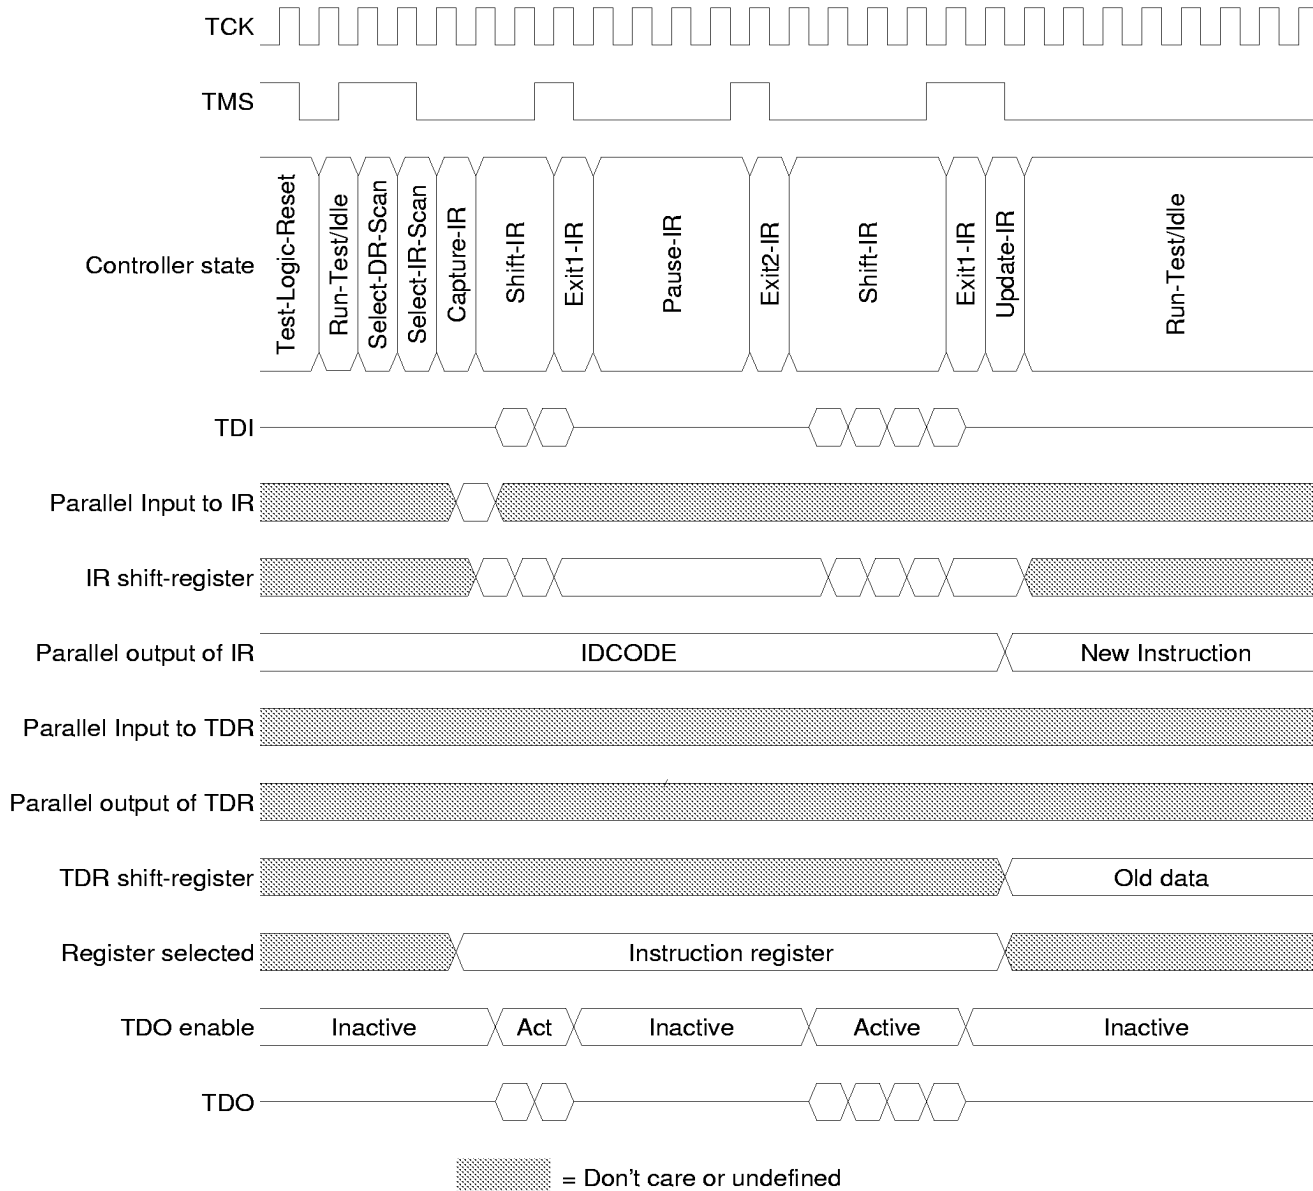 TCK
TMS
Controller state
Test-Logic-Reset
Run-Test/Idle
Select-DR-Scan
Select-IR-Scan
Capture-IR
Shift-IR
Exit1-IR
Pause-IR
Exit2-IR
Shift-IR
Exit1-IR
Update-IR
Run-Test/Idle
TDI
Parallel Input to IR
IR shift-register
Parallel output of IR
IDCODE
New Instruction
Parallel Input to TDR
Parallel output of TDR
TDR shift-register
Old data
Register selected
Instruction register
TDO enable
Inactive
Act
Inactive
Active
Inactive
TDO
= Don't care or undefined